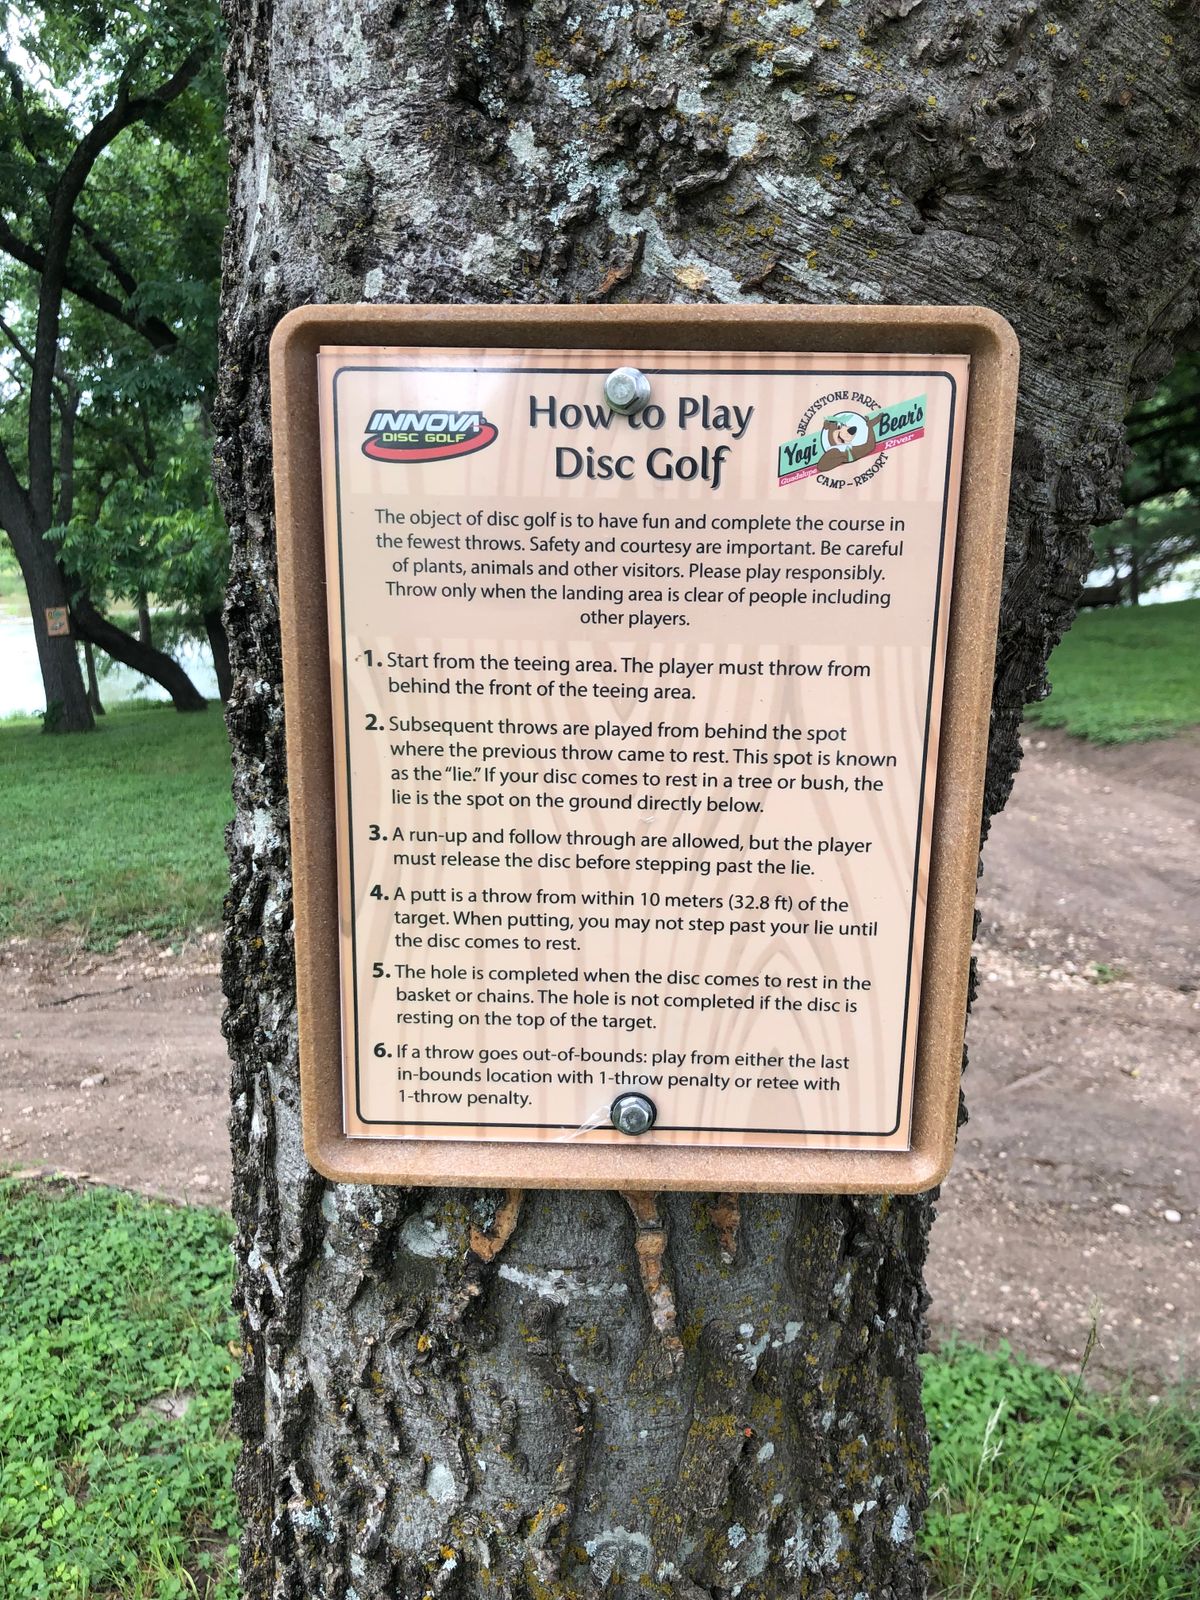 INNOVA
DISC GOLF
How to Play
Disc Golf
JELLYSTONE PARK
Yogi Bear's
Guadalupe River
CAMP-RESORT
The object of disc golf is to have fun and complete the course in
the fewest throws. Safety and courtesy are important. Be careful
of plants, animals and other visitors. Please play responsibly.
Throw only when the landing area is clear of people including
other players.
1. Start from the teeing area. The player must throw from
behind the front of the teeing area.
2. Subsequent throws are played from behind the spot
where the previous throw came to rest. This spot is known
as the “lie.” If your disc comes to rest in a tree or bush, the
lie is the spot on the ground directly below.
3. A run-up and follow through are allowed, but the player
must release the disc before stepping past the lie.
4. A putt is a throw from within 10 meters (32.8 ft) of the
target. When putting, you may not step past your lie until
the disc comes to rest.
5. The hole is completed when the disc comes to rest in the
basket or chains. The hole is not completed if the disc is
resting on the top of the target.
6. If a throw goes out-of-bounds: play from either the last
in-bounds location with 1-throw penalty or retee with
1-throw penalty.